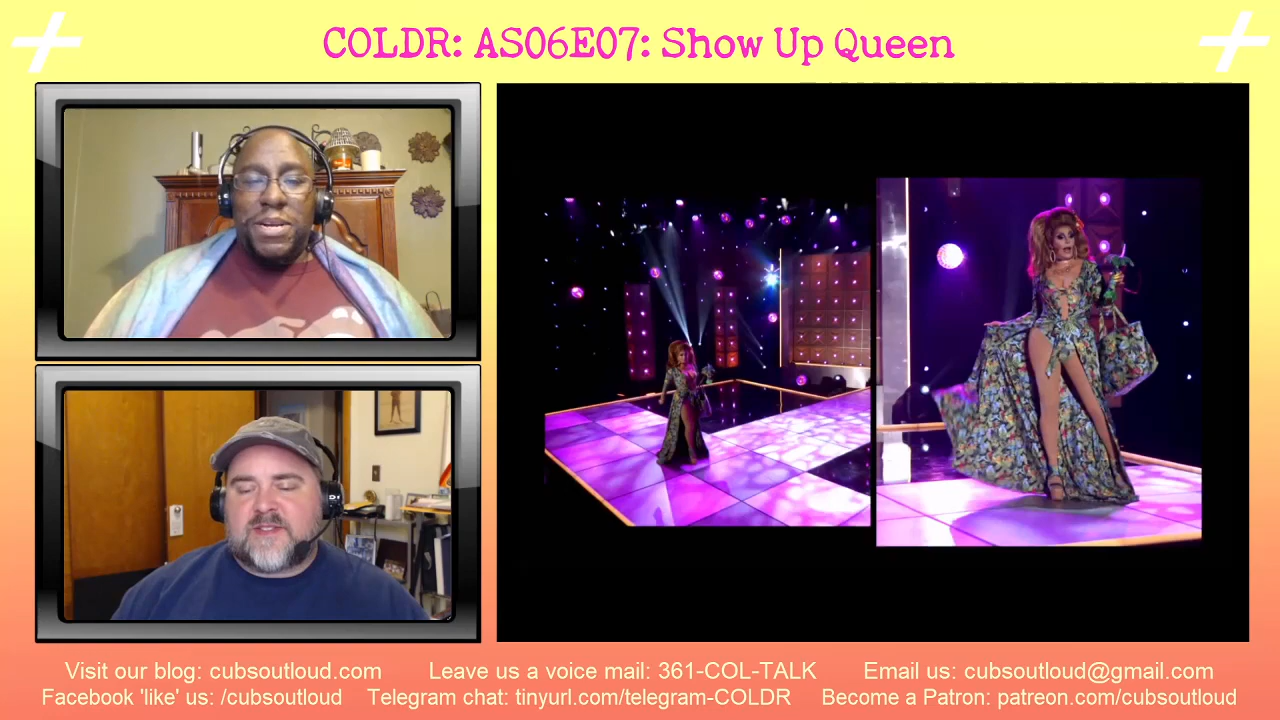 COLDR: AS06E07: Show Up Queen
Visit our blog: cubsoutloud.com Leave us a voice mail: 361-COL-TALK Email us: cubsoutloud@gmail.com
Facebook 'like' us: /cubsoutloud Telegram chat: tinyurl.com/telegram-COLDR Become a Patron: patreon.com/cubsoutloud